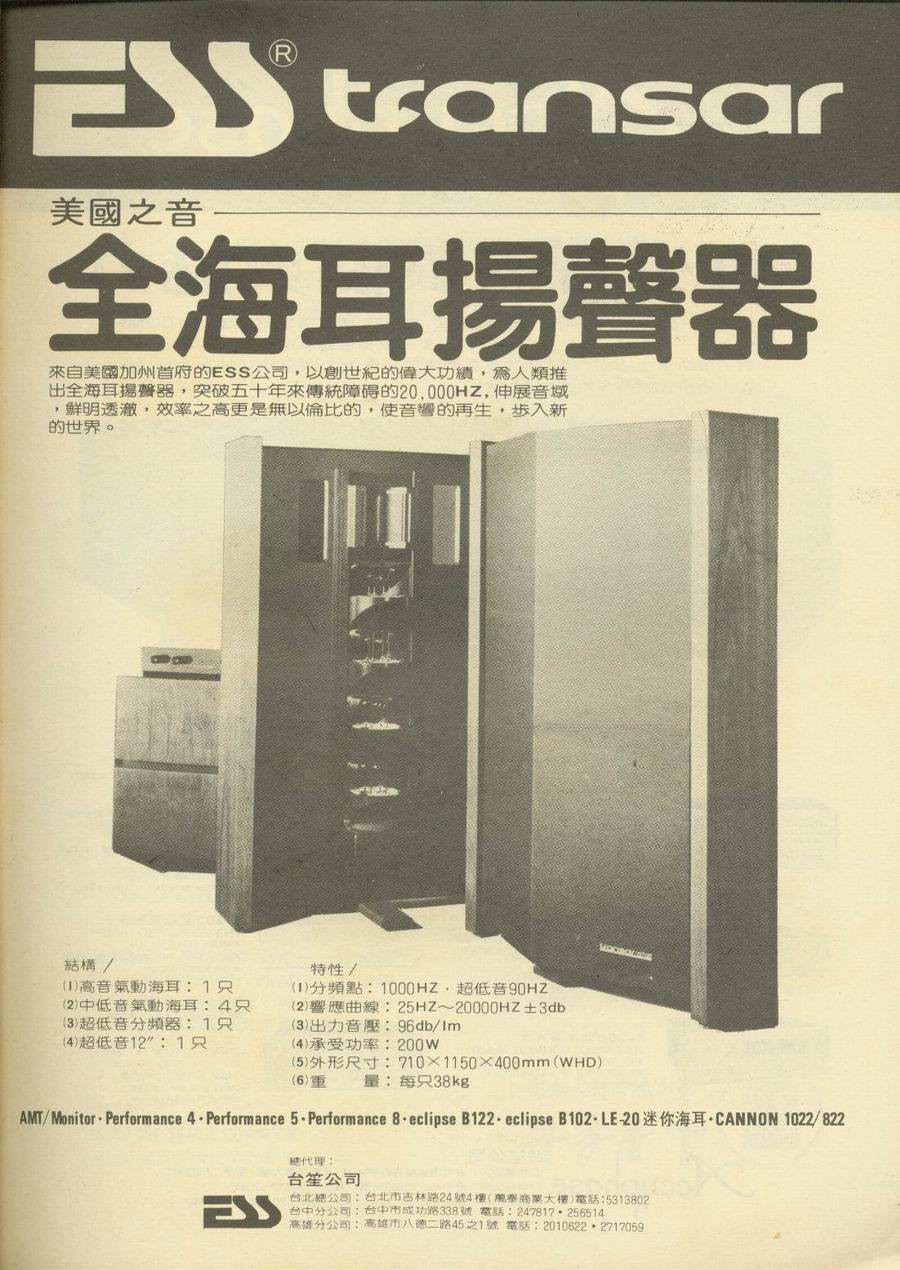 ESS® transar
美國之音
全海耳揚聲器
來自美國加州首府的ESS公司，以創世紀的偉大功績，爲人類推
出全海耳揚聲器，突破五十年來傳統障碍的20,000HZ,伸展音域
，鮮明透澈，效率之高更是無以倫比的，使音響的再生，步入新
的世界。
transar
結構/
(1)高音氣動海耳：1只
(2)中低音氣動海耳：4只
(3)超低音分頻器：1只
(4)超低音12"：1只
特性/
(1)分頻點：1000HZ·超低音90HZ
(2)響應曲線：25HZ～20000HZ±3db
(3)出力音壓：96db/1m
(4)承受功率：200W
(5)外形尺寸：710×1150×400mm(WHD)
(6)重　量：每只38kg
AMT/Monitor·Performance 4·Performance 5·Performance 8·eclipse B122·eclipse B102·LE-20迷你海耳·CANNON 1022/822
總代理：
台笙公司
ESS
台北總公司：台北市吉林路24號4樓(萬泰商業大樓)電話:5313802
台中分公司：台中市成功路338號 電話：247817·256514
高雄分公司：高雄市八德二路45之1號 電話：2010622·2717059